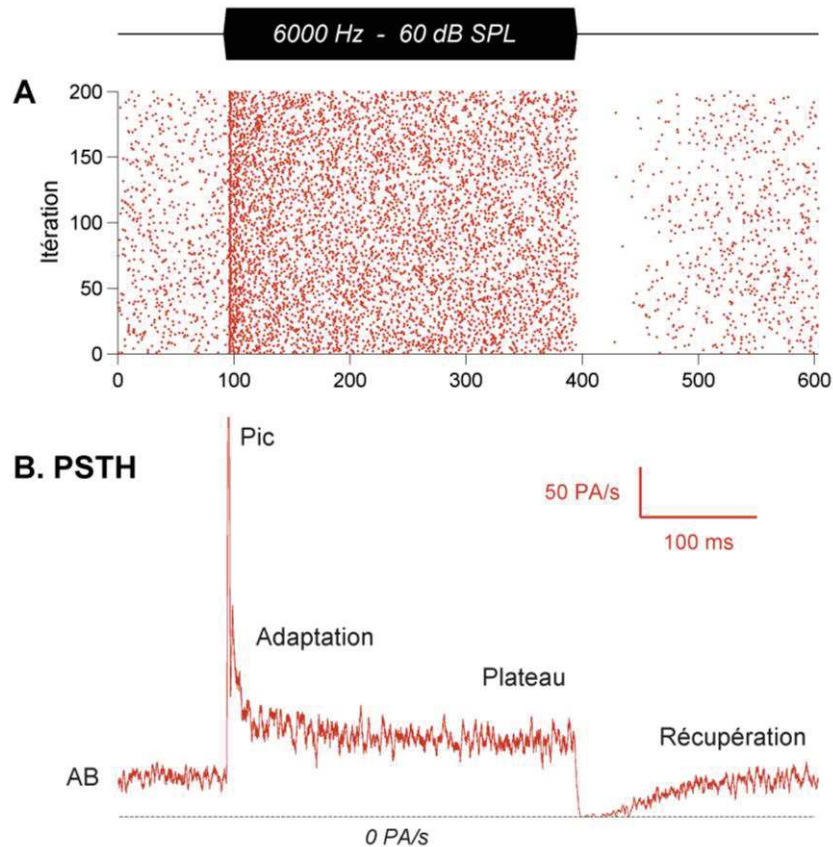 6000 Hz - 60 dB SPL
A
200
150
100
50
0
Itération
0 100 200 300 400 500 600
B. PSTH
Pic
50 PA/s
100 ms
Adaptation
Plateau
Récupération
AB
0 PA/s